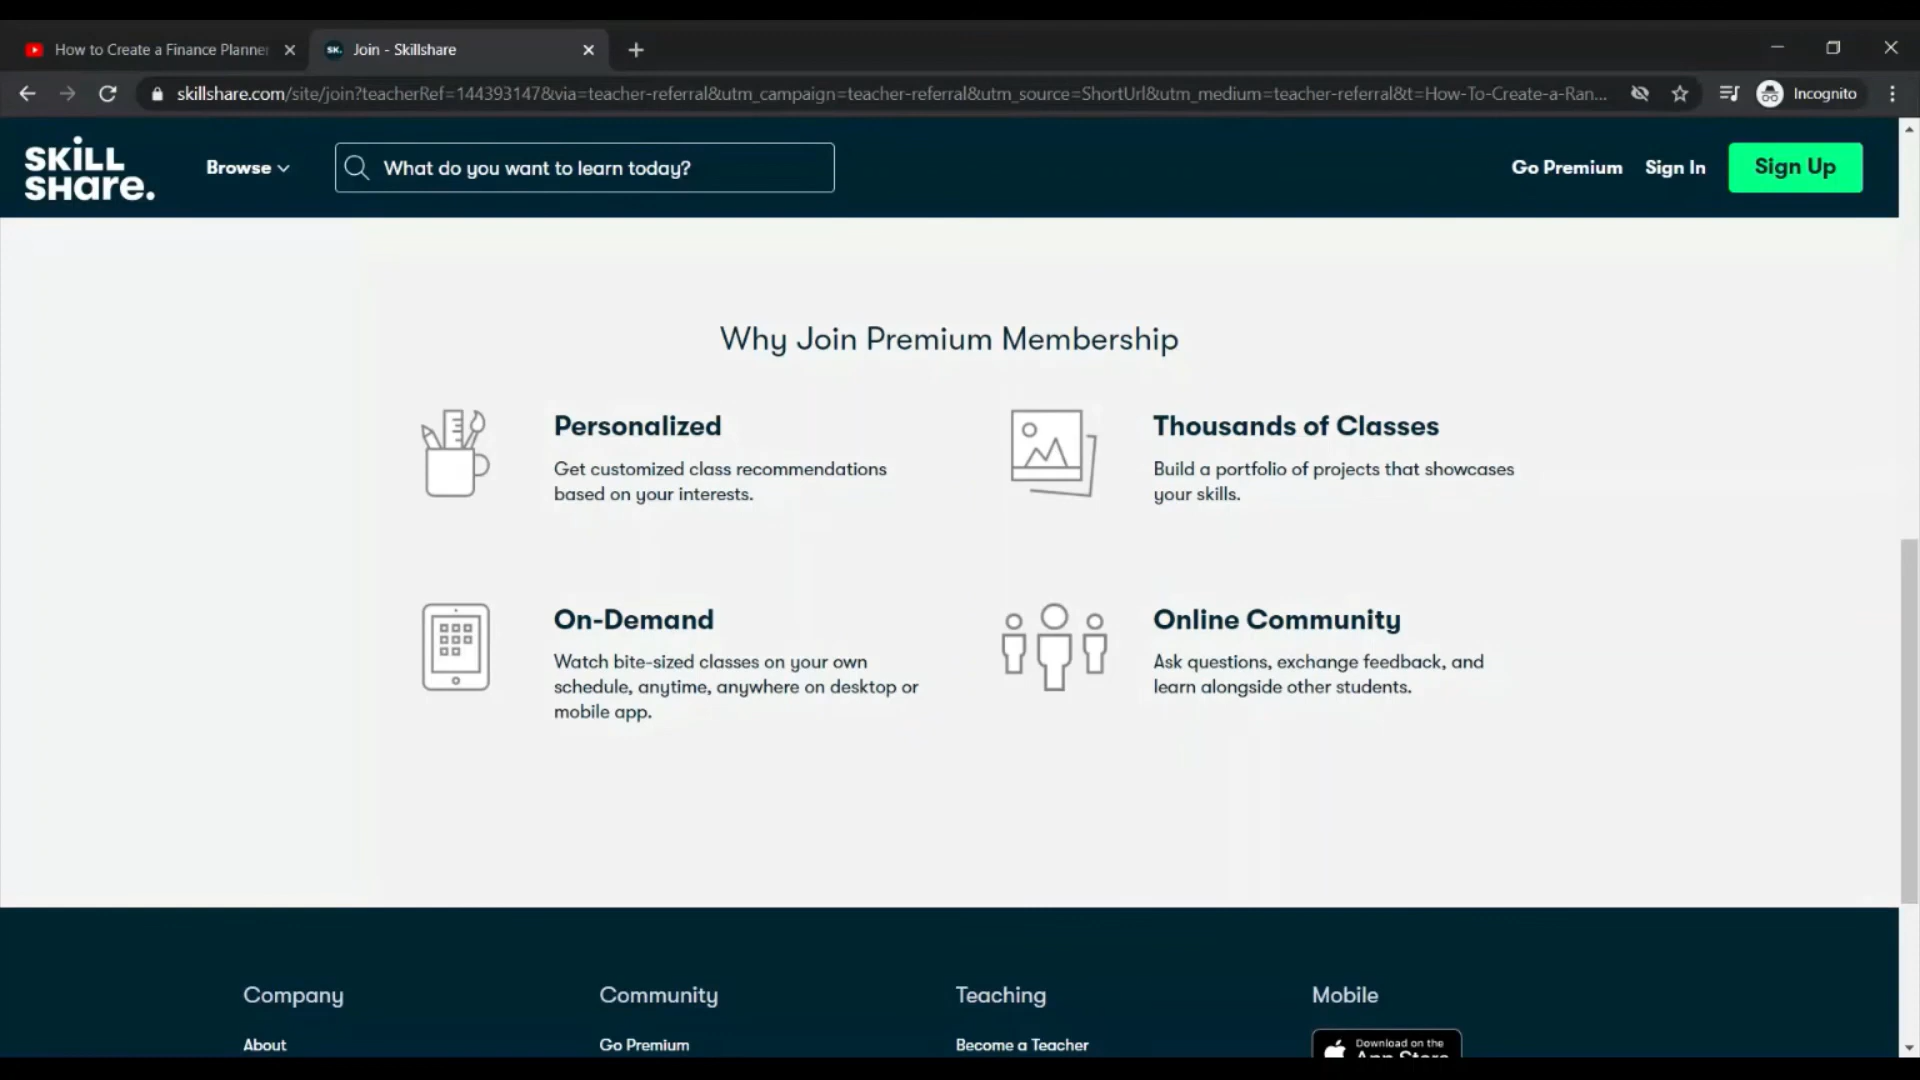 How to Create a Finance Planner
SK. Join - Skillshare
skillshare.com/site/join?teacherRef=144393147&via=teacher-referral&utm_campaign=teacher-referral&utm_source=ShortUrl&utm_medium=teacher-referral&t=How-To-Create-a-Ran...
Incognito
SKILL
SHARE.
Browse
What do you want to learn today?
Go Premium
Sign In
Sign Up
Why Join Premium Membership
Personalized
Get customized class recommendations
based on your interests.
Thousands of Classes
Build a portfolio of projects that showcases
your skills.
On-Demand
Watch bite-sized classes on your own
schedule, anytime, anywhere on desktop or
mobile app.
Online Community
Ask questions, exchange feedback, and
learn alongside other students.
Company
Community
Teaching
Mobile
About
Go Premium
Become a Teacher
Download on the
App Store